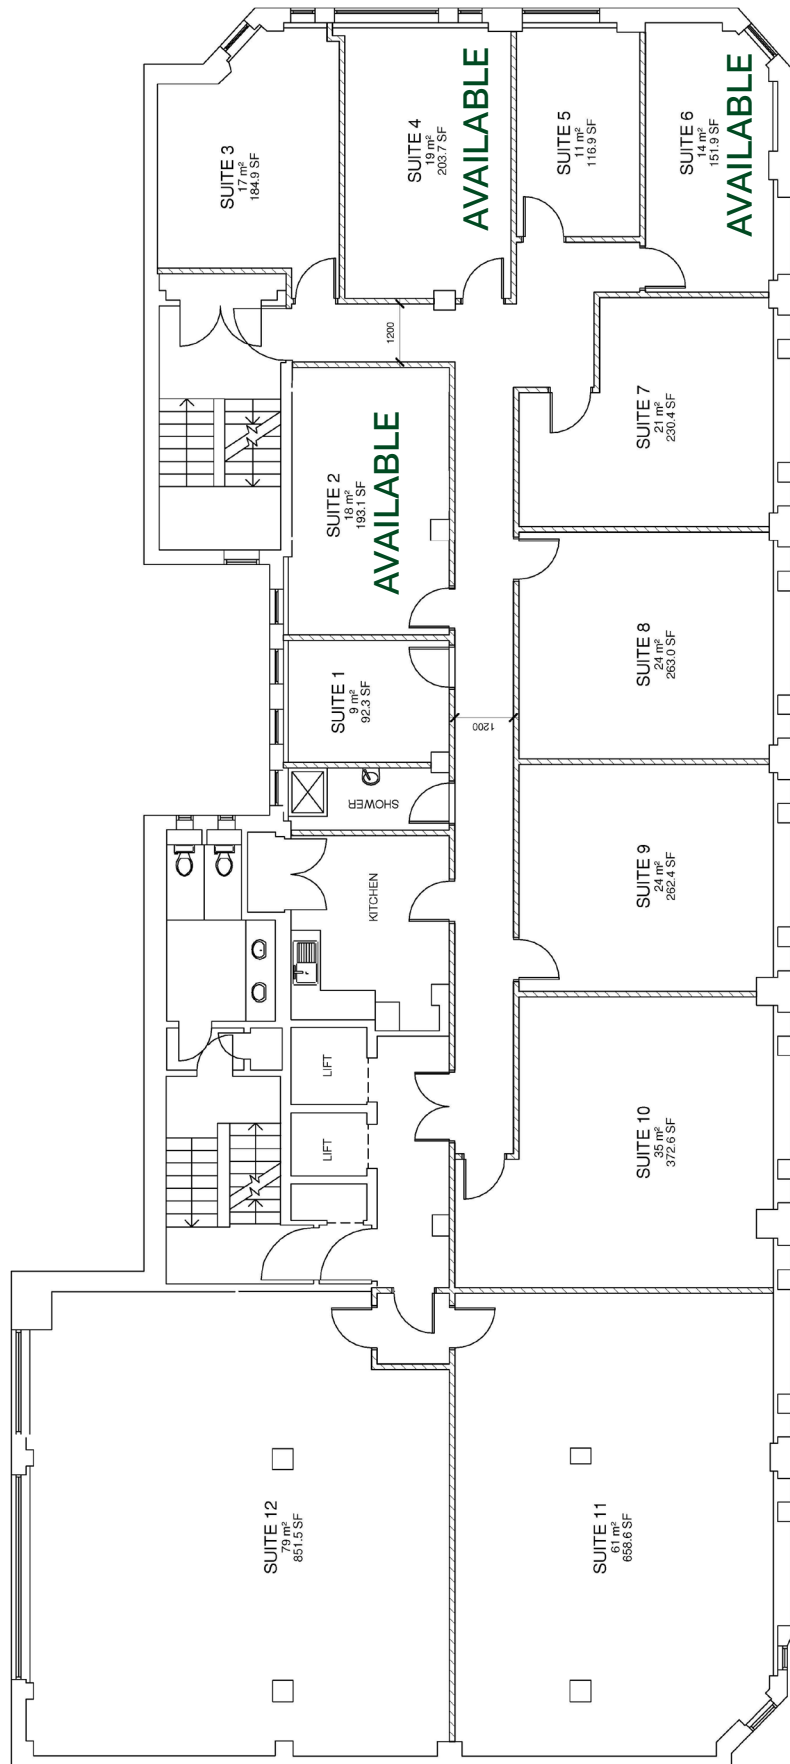 SUITE 3
17 m²
184.9 SF
SUITE 4
19 m²
203.7 SF
AVAILABLE
SUITE 5
11 m²
116.9 SF
SUITE 6
14 m²
151.9 SF
AVAILABLE
1200
SUITE 2
18 m²
193.1 SF
AVAILABLE
SUITE 7
21 m²
230.4 SF
SUITE 1
9 m²
92.3 SF
1200
SUITE 8
24 m²
263.0 SF
SHOWER
KITCHEN
SUITE 9
24 m²
262.4 SF
LIFT
LIFT
SUITE 10
35 m²
372.6 SF
SUITE 12
79 m²
851.5 SF
SUITE 11
61 m²
658.6 SF